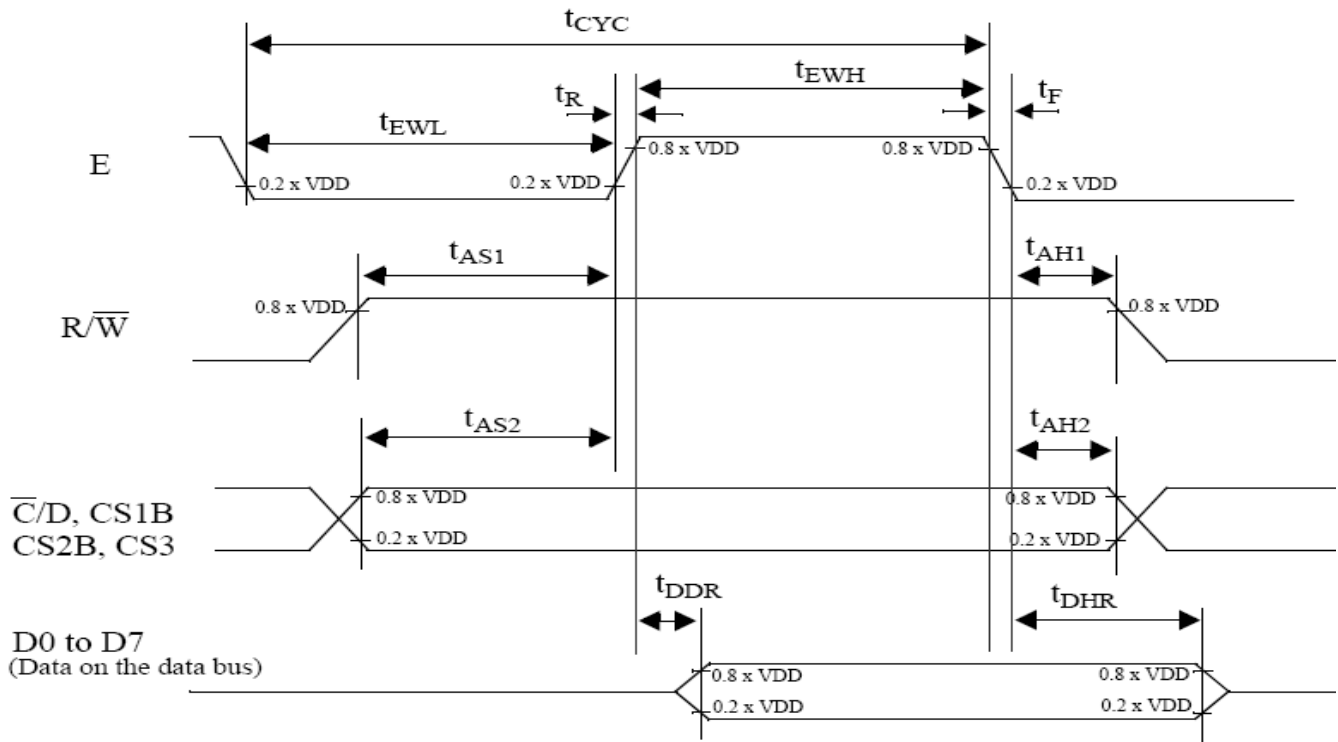 tCYC
tEWH
tR
tF
tEWL
E
0.8 x VDD
0.8 x VDD
0.2 x VDD
0.2 x VDD
0.2 x VDD
tAS1
tAH1
R/W̅
0.8 x VDD
0.8 x VDD
tAS2
tAH2
C̅/D, CS1B
0.8 x VDD
0.8 x VDD
CS2B, CS3
0.2 x VDD
0.2 x VDD
tDDR
tDHR
D0 to D7
(Data on the data bus)
0.8 x VDD
0.8 x VDD
0.2 x VDD
0.2 x VDD